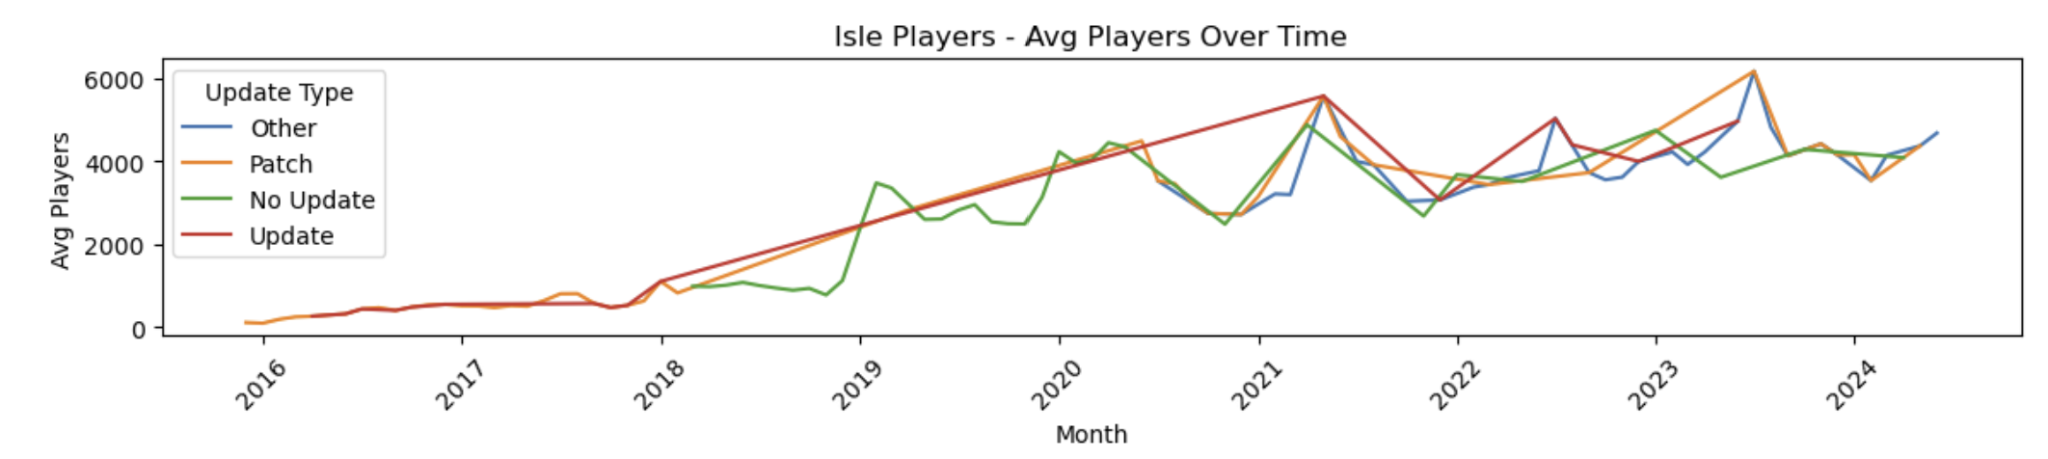 Isle Players - Avg Players Over Time
Avg Players
6000
4000
2000
0
Update Type
Other
Patch
No Update
Update
2016
2017
2018
2019
2020
2021
2022
2023
2024
Month